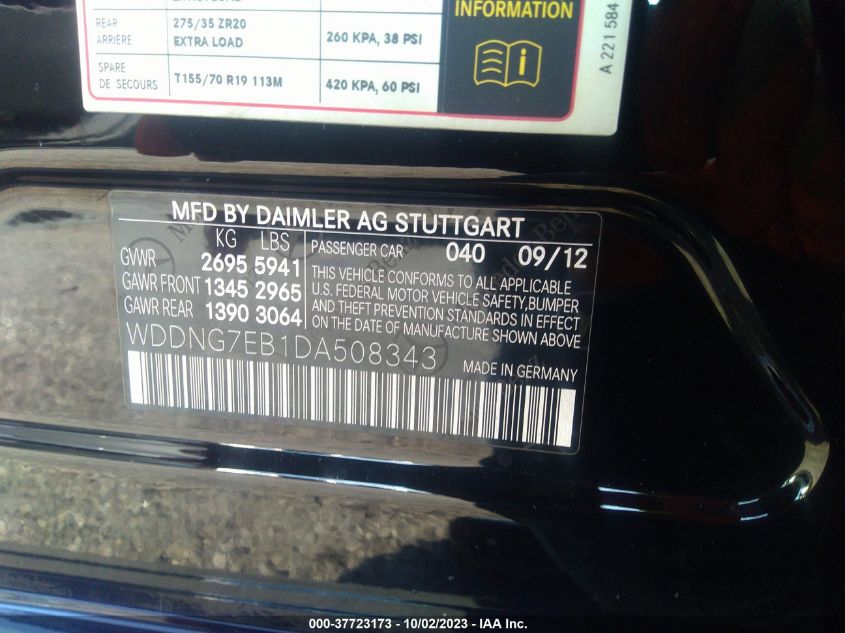 INFORMATION
REAR 275/35 ZR20
ARRIÈRE EXTRA LOAD 260 KPA, 38 PSI
SPARE
DE SECOURS T155/70 R19 113M 420 KPA, 60 PSI
A 221 584
MFD BY DAIMLER AG STUTTGART
KG LBS
GVWR 2695 5941
GAWR FRONT 1345 2965
GAWR REAR 1390 3064
PASSENGER CAR 040 09/12
THIS VEHICLE CONFORMS TO ALL APPLICABLE
U.S. FEDERAL MOTOR VEHICLE SAFETY, BUMPER
AND THEFT PREVENTION STANDARDS IN EFFECT
ON THE DATE OF MANUFACTURE SHOWN ABOVE
WDDNG7EB1DA508343 MADE IN GERMANY
000-37723173 - 10/02/2023 - IAA Inc.